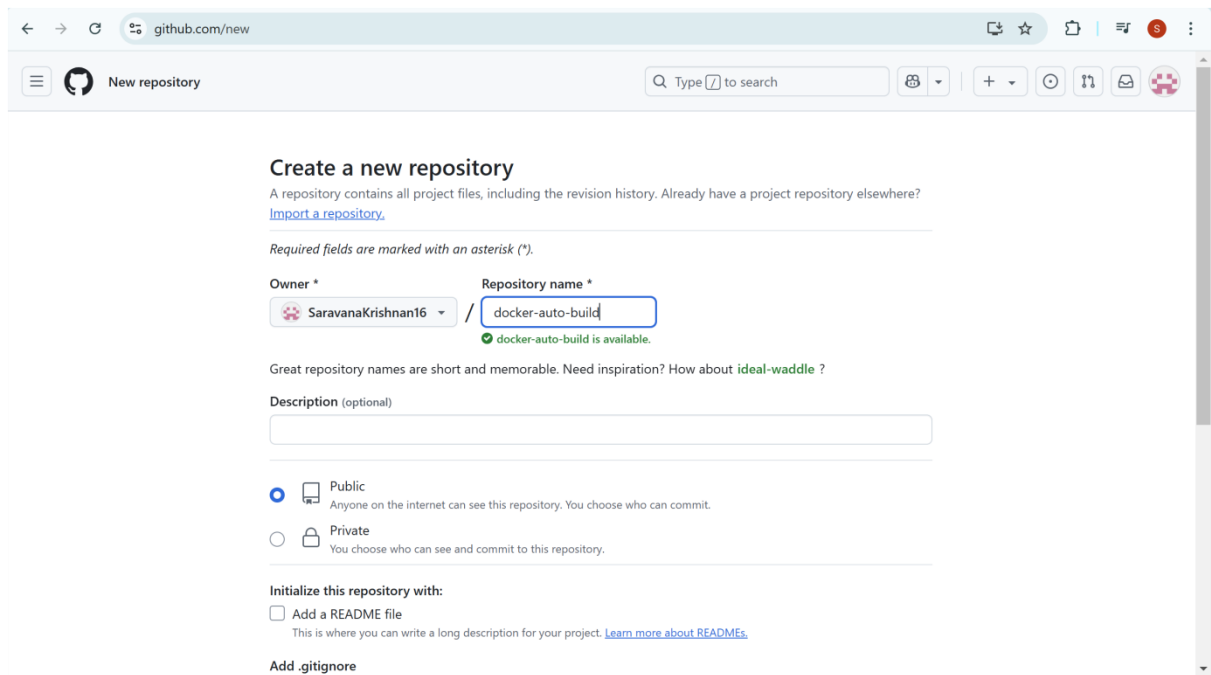 github.com/new
S
New repository
Type / to search
Create a new repository
A repository contains all project files, including the revision history. Already have a project repository elsewhere?
Import a repository.
Required fields are marked with an asterisk (*).
Owner *
Repository name *
SaravanaKrishnan16 / docker-auto-build
docker-auto-build is available.
Great repository names are short and memorable. Need inspiration? How about ideal-waddle ?
Description (optional)
Public
Anyone on the internet can see this repository. You choose who can commit.
Private
You choose who can see and commit to this repository.
Initialize this repository with:
Add a README file
This is where you can write a long description for your project. Learn more about READMEs.
Add .gitignore